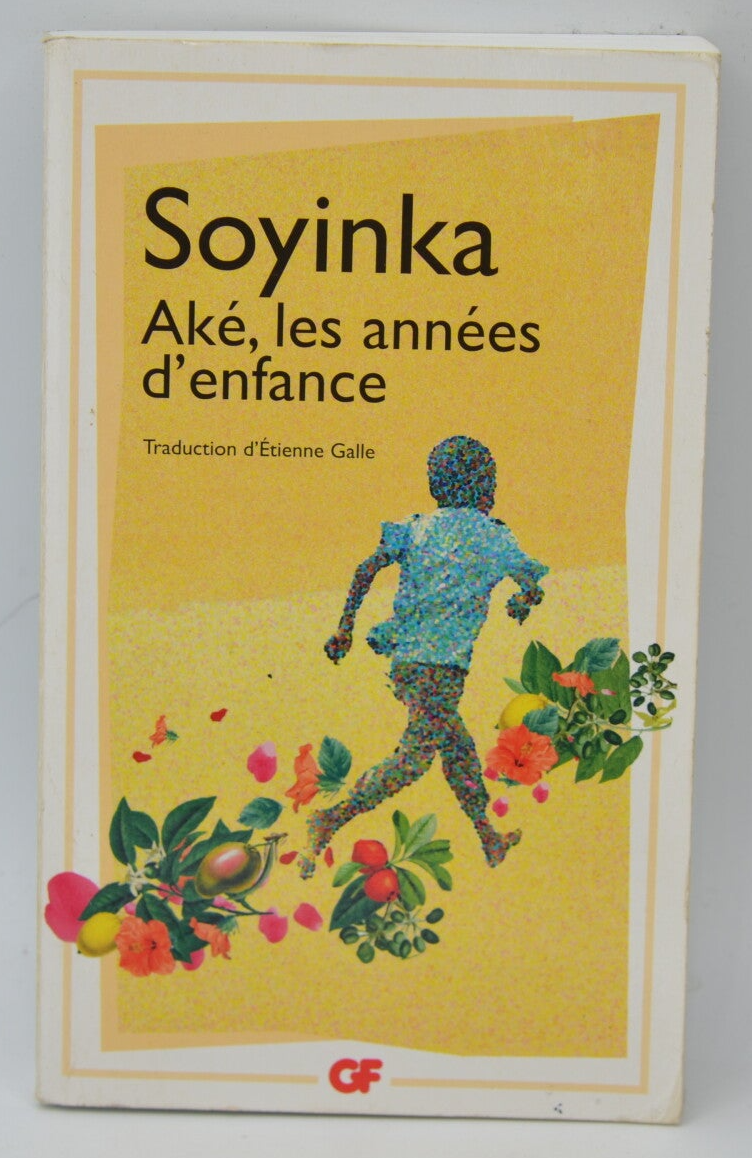 Soyinka
Aké, les années
d'enfance
Traduction d'Étienne Galle
GF